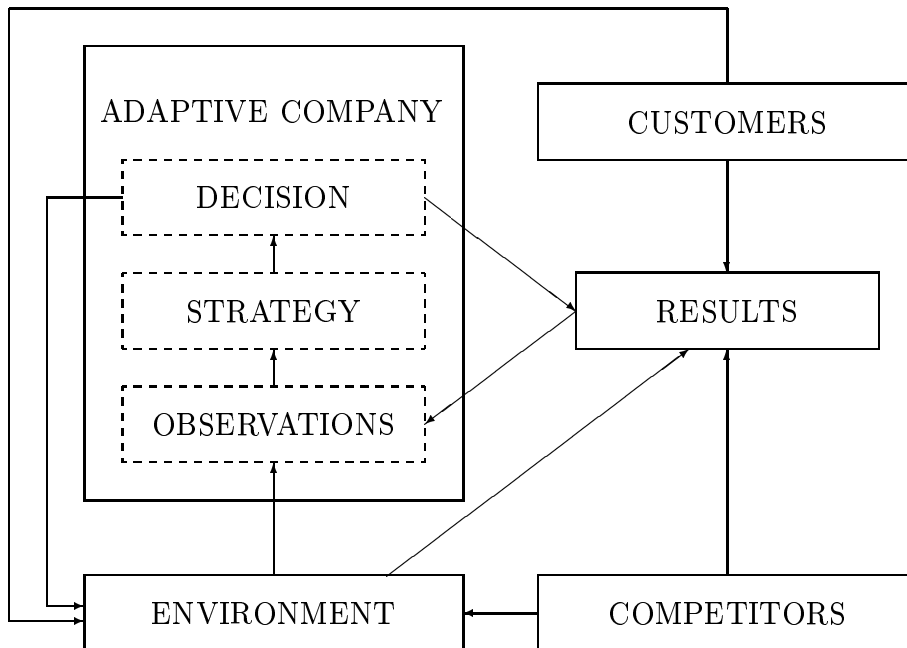 ADAPTIVE COMPANY
CUSTOMERS
DECISION
STRATEGY
RESULTS
OBSERVATIONS
ENVIRONMENT
COMPETITORS